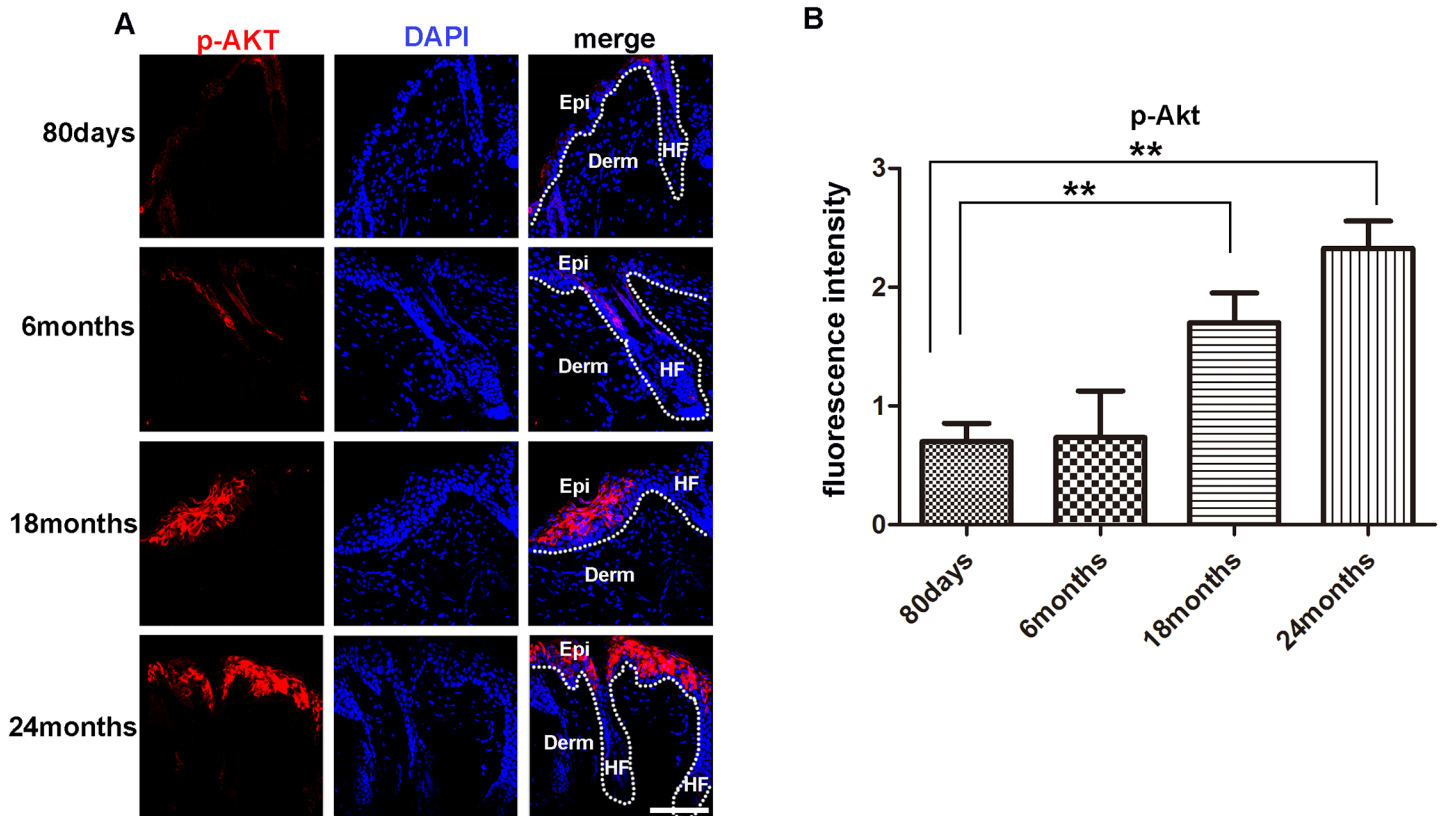 A
p-AKT DAPI merge
80days
Epi
Derm
HF
6months
Epi
Derm
HF
18months
Epi
HF
Derm
24months
Epi
Derm
HF
HF
B
p-Akt
**
**
fluorescence intensity
3
2
1
0
80days
6months
18months
24months